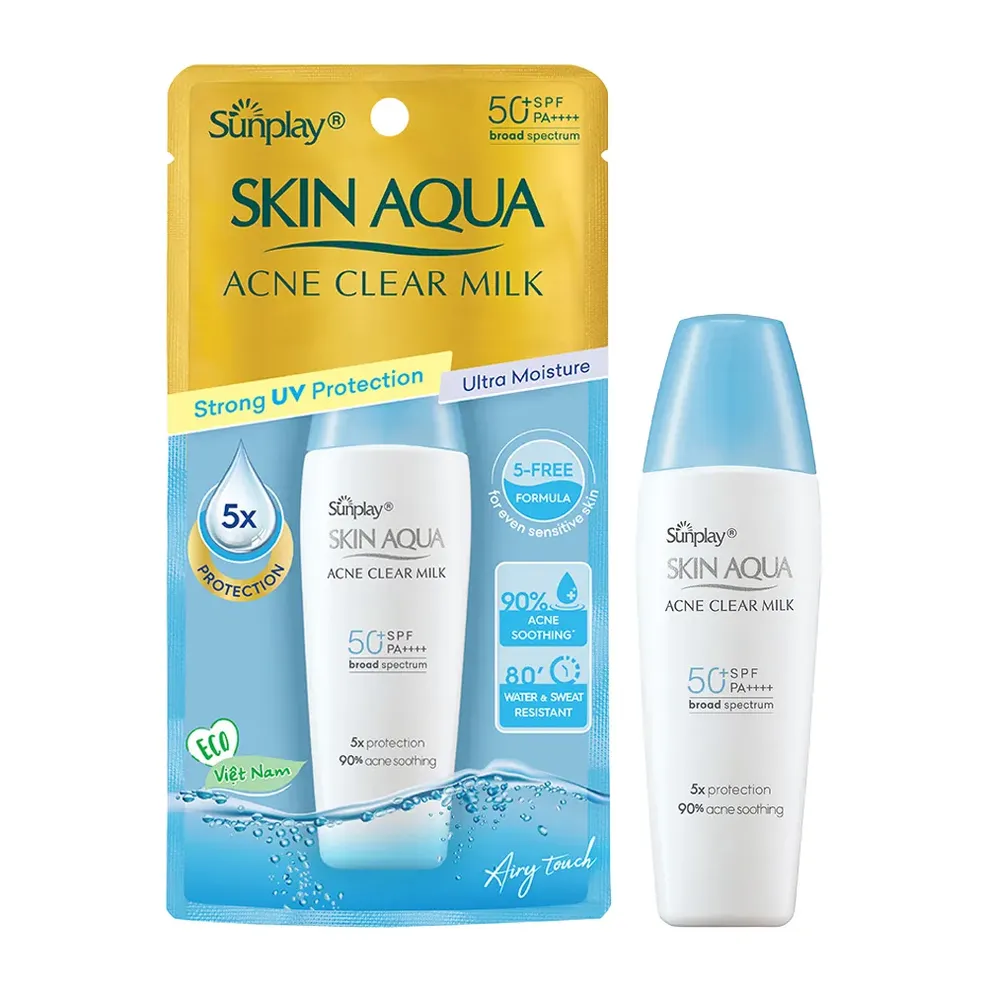 Sunplay®
50+ SPF
PA++++
broad spectrum
SKIN AQUA
ACNE CLEAR MILK
Strong UV Protection
Ultra Moisture
5x
PROTECTION
5-FREE
FORMULA
for even sensitive skin
90%
ACNE
SOOTHING*
80'
WATER & SWEAT
RESISTANT
Sunplay®
SKIN AQUA
ACNE CLEAR MILK
50+ SPF
PA++++
broad spectrum
5x protection
90% acne soothing
ECO
Việt Nam
Airy touch
Sunplay®
SKIN AQUA
ACNE CLEAR MILK
50+ SPF
PA++++
broad spectrum
5x protection
90% acne soothing